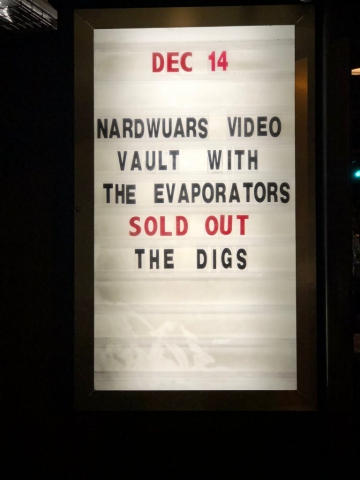 DEC 14
NARDWUARS VIDEO
VAULT WITH
THE EVAPORATORS
SOLD OUT
THE DIGS